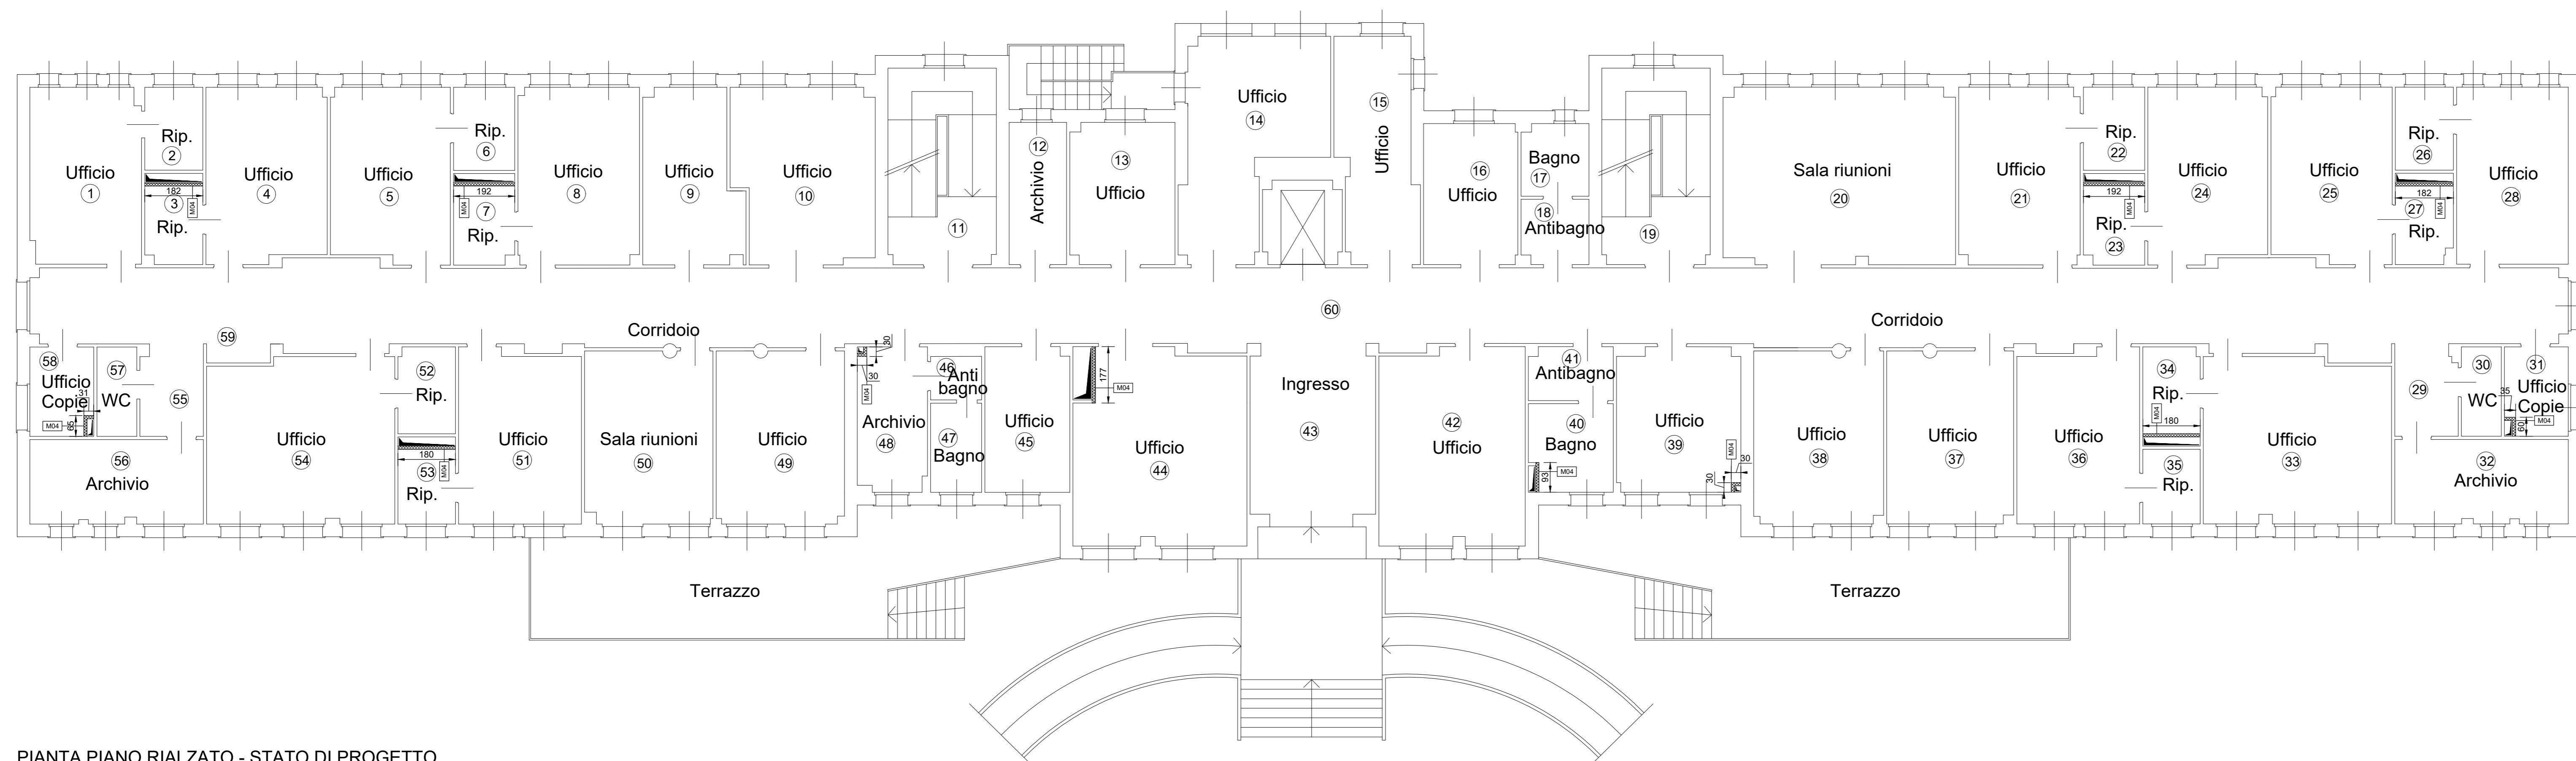 Ufficio
1
Rip.
2
182
3
M04
Rip.
Ufficio
4
Ufficio
5
Rip.
6
192
7
M04
Rip.
Ufficio
8
Ufficio
9
Ufficio
10
11
12
Archivio
13
Ufficio
Ufficio
14
15
Ufficio
16
Ufficio
Bagno
17
18
Antibagno
19
Sala riunioni
20
Ufficio
21
Rip.
22
192
M04
Rip.
23
Ufficio
24
Ufficio
25
Rip.
26
182
27
M04
Rip.
Ufficio
28
60
59
Corridoio
Corridoio
58
Ufficio
Copie
31
M04
65
57
WC
55
56
Archivio
Ufficio
54
52
Rip.
180
53
M04
Rip.
Ufficio
51
Sala riunioni
50
Ufficio
49
30
30
M04
Archivio
48
46
Anti
bagno
47
Bagno
Ufficio
45
177
M04
Ufficio
44
Ingresso
43
42
Ufficio
41
Antibagno
40
Bagno
93
M04
Ufficio
39
M04
30
30
Ufficio
38
Ufficio
37
Ufficio
36
34
Rip.
M04
180
35
Rip.
Ufficio
33
29
30
WC
35
31
Ufficio
Copie
60
M04
32
Archivio
Terrazzo
Terrazzo
PIANTA PIANO RIALZATO - STATO DI PROGETTO